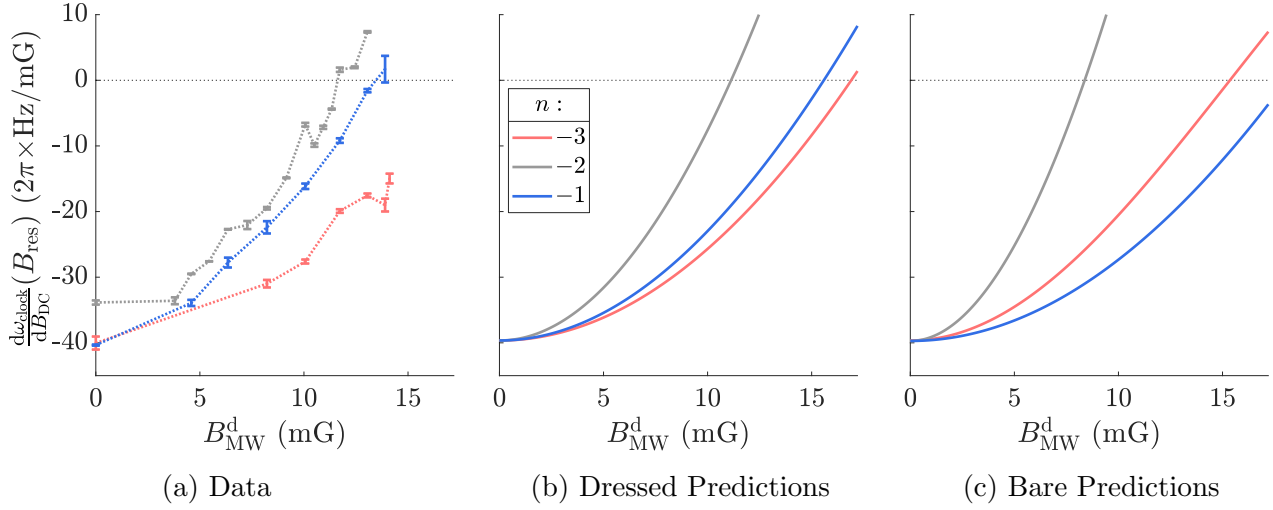 dω_clock/dB_DC (B_res) (2π×Hz/mG)
10
0
-10
-20
-30
-40
0 5 10 15
0 5 10 15
0 5 10 15
n :
−3
−2
−1
B^d_MW (mG)
B^d_MW (mG)
B^d_MW (mG)
(a) Data
(b) Dressed Predictions
(c) Bare Predictions